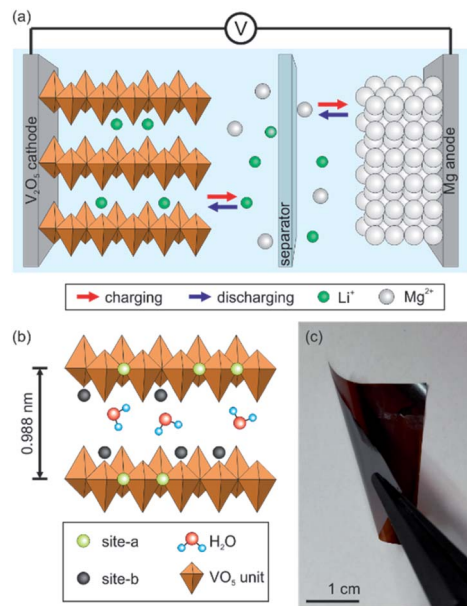 (a)
V
V₂O₅ cathode
separator
Mg anode
charging discharging Li⁺ Mg²⁺
(b)
0.988 nm
site-a H₂O
site-b VO₅ unit
(c)
1 cm